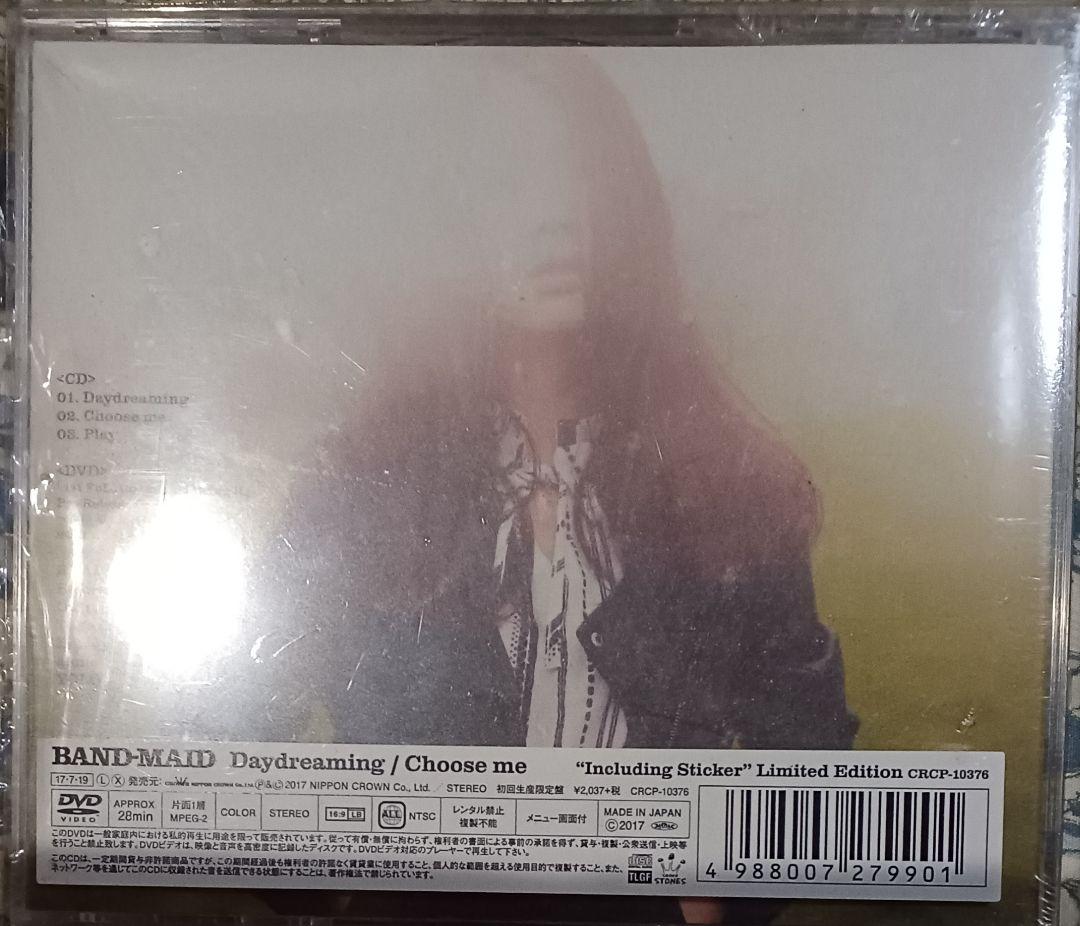 <CD>
01. Daydreaming
02. Choose me
03. Play
<DVD>
BAND-MAID Daydreaming / Choose me "Including Sticker" Limited Edition CRCP-10376
17·7·19 Ⓛ Ⓧ 発売元: Ⓟ&Ⓒ 2017 NIPPON CROWN Co., Ltd. / STEREO 初回生産限定盤 ¥2,037+税 CRCP-10376
DVD VIDEO APPROX 28min 片面1層 MPEG-2 COLOR STEREO 16:9 LB ALL NTSC レンタル禁止 複製不能 メニュー画面付 MADE IN JAPAN Ⓒ2017
このDVDは一般家庭内における私的再生に用途を限って販売されています。従って有償・無償に拘わらず、権利者の書面による事前の承諾を得ず、貸与・複製・公衆送信・上映等
を行うこと禁止致します。DVDビデオは、映像と音声を高密度に記録したディスクです。DVDビデオ対応のプレーヤーで再生して下さい。
このCDは、一定期間貸与非許諾商品ですが、この期間経過後も権利者の許諾なく賃貸業に使用すること、個人的な範囲を超える使用目的で複製すること、また、
ネットワーク等を通じてこのCDに収録された音を送信できる状態にすることは、著作権法で禁じられています。
TLGF CROWN STONES
4 988007 279901